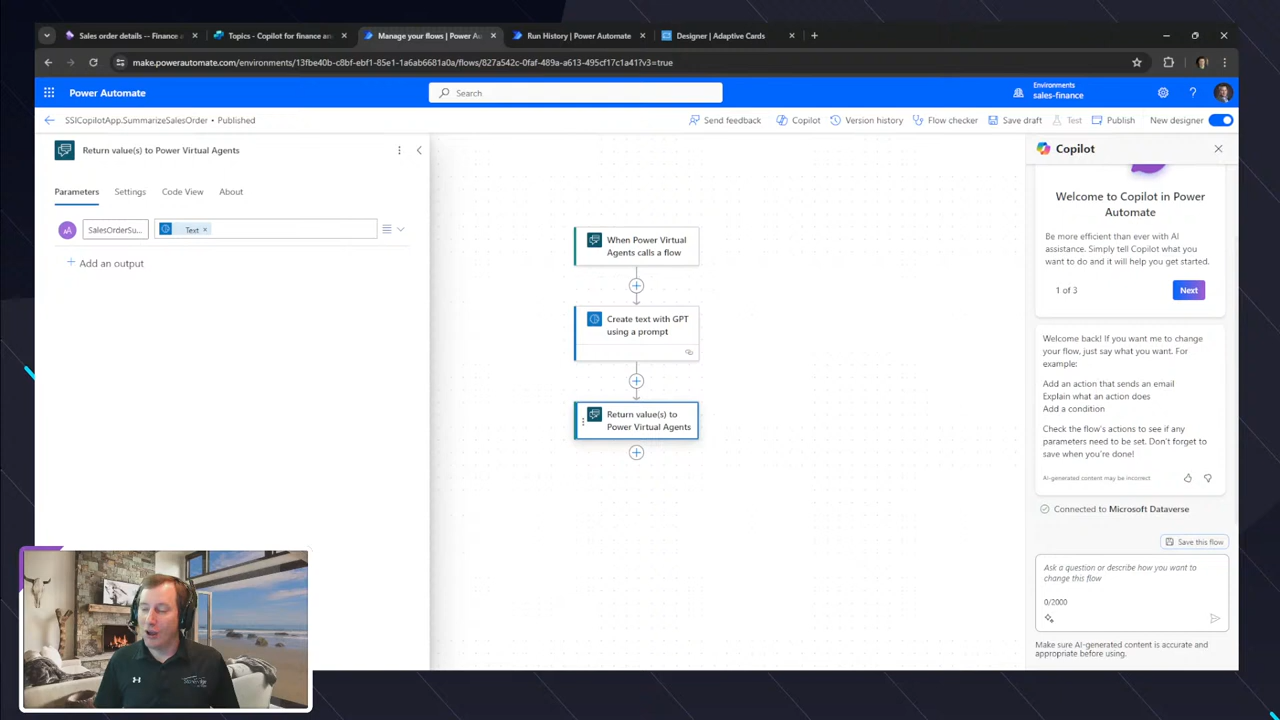 Sales order details -- Finance a
Topics - Copilot for finance an
Manage your flows | Power Au
Run History | Power Automate
Designer | Adaptive Cards
make.powerautomate.com/environments/13fbe40b-c8bf-ebf1-85e1-1a6ab6681a0a/flows/827a542c-0faf-489a-a613-495cf17c1a41?v3=true
Power Automate
Search
Environments
sales-finance
SSICopilotApp.SummarizeSalesOrder • Published
Send feedback
Copilot
Version history
Flow checker
Save draft
Test
Publish
New designer
Return value(s) to Power Virtual Agents
Parameters
Settings
Code View
About
SalesOrderSu...
Text ×
Add an output
When Power Virtual
Agents calls a flow
Create text with GPT
using a prompt
Return value(s) to
Power Virtual Agents
Copilot
Welcome to Copilot in Power
Automate
Be more efficient than ever with AI
assistance. Simply tell Copilot what you
want to do and it will help you get started.
1 of 3
Next
Welcome back! If you want me to change
your flow, just say what you want. For
example:
Add an action that sends an email
Explain what an action does
Add a condition
Check the flow's actions to see if any
parameters need to be set. Don't forget to
save when you're done!
AI-generated content may be incorrect
Connected to Microsoft Dataverse
Save this flow
Ask a question or describe how you want to
change this flow
0/2000
Make sure AI-generated content is accurate and
appropriate before using.